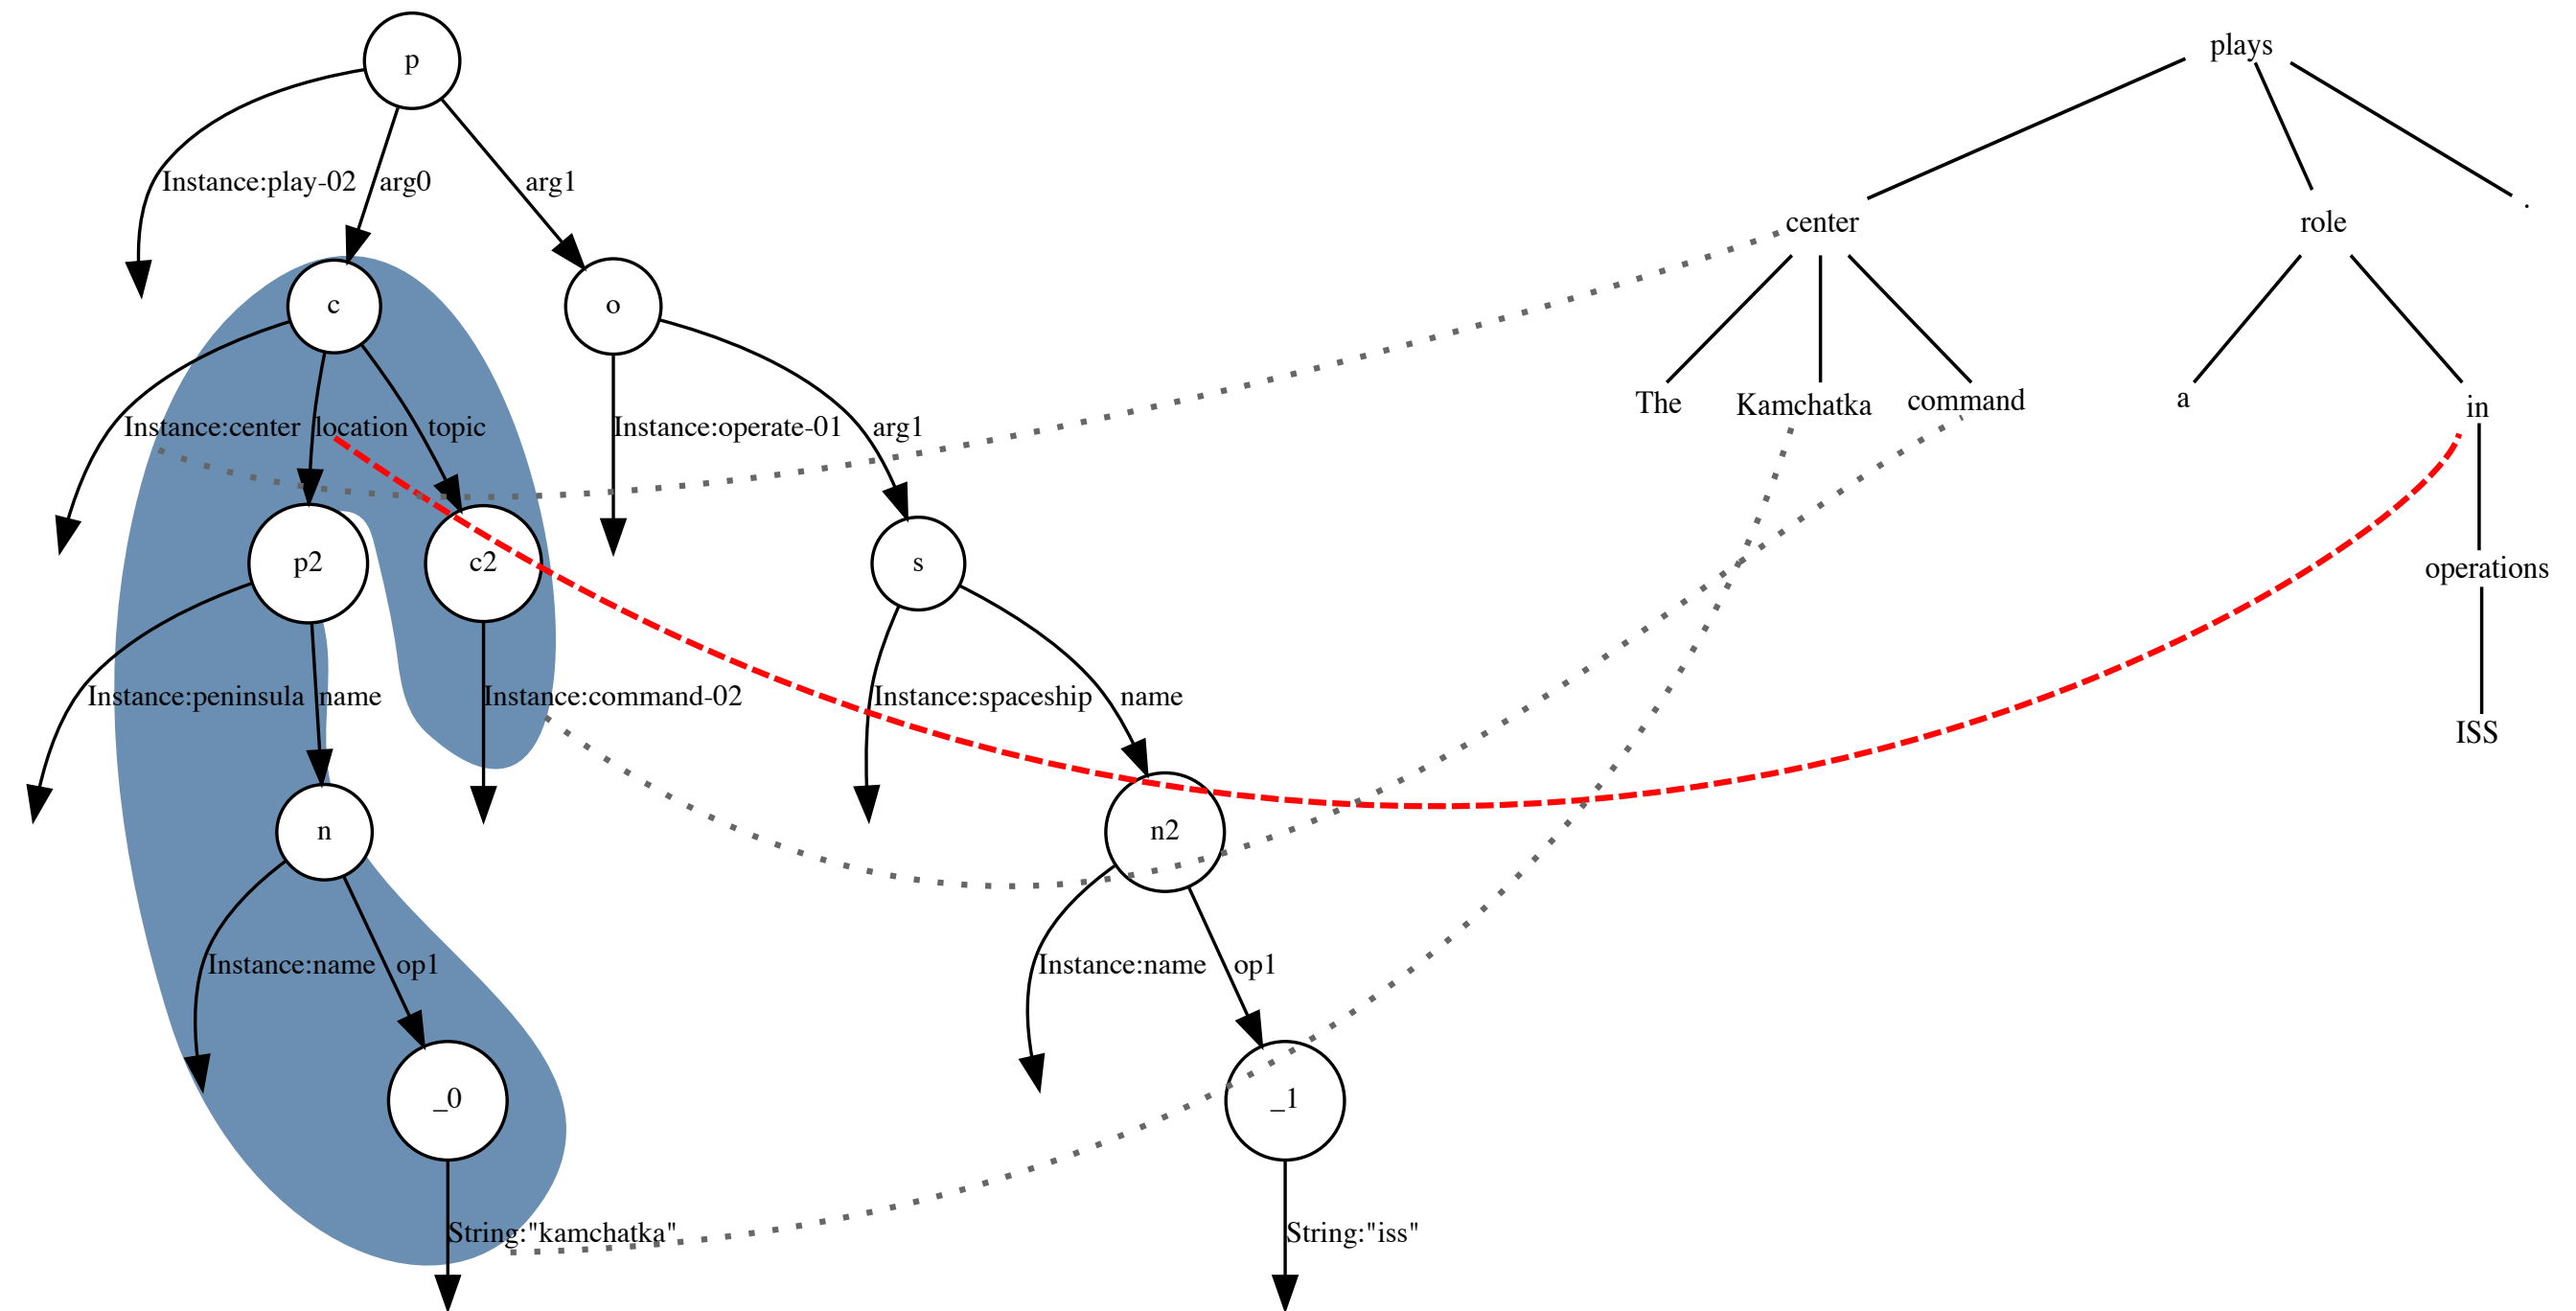 p
plays
Instance:play-02
arg0
arg1
center
role
.
c
o
The
Kamchatka
command
a
in
Instance:center
location
topic
Instance:operate-01
arg1
p2
c2
s
operations
Instance:peninsula
name
Instance:command-02
Instance:spaceship
name
ISS
n
n2
Instance:name
op1
Instance:name
op1
_0
_1
String:"kamchatka"
String:"iss"